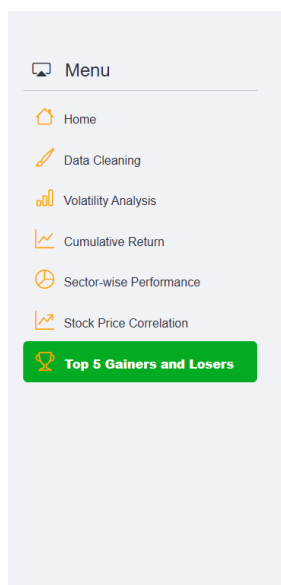 Menu
Home
Data Cleaning
Volatility Analysis
Cumulative Return
Sector-wise Performance
Stock Price Correlation
Top 5 Gainers and Losers